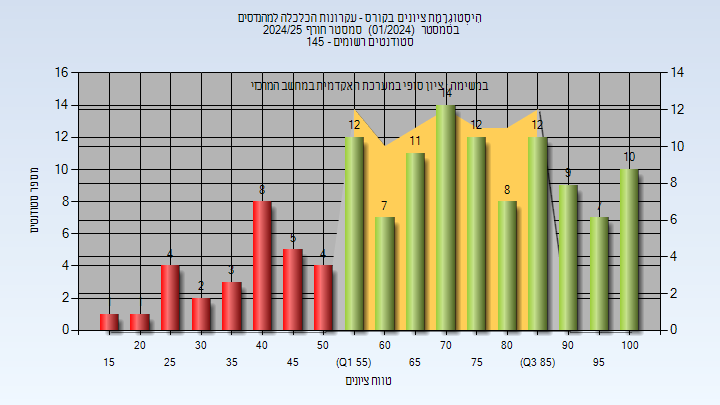 היסטוגרמת ציונים בקורס - עקרונות הכלכלה למהנדסים
בסמסטר (01/2024) סמסטר חורף 2024/25
סטודנטים רשומים - 145
במשימה: ציון סופי במערכת האקדמית במחשב המרכזי
מספר סטודנטים
16 14 12 10 8 6 4 2 0
14 12 10 8 6 4 2 0
4 2 3 8 5 4 12 7 11 14 12 8 12 9 7 10
20 30 40 50 60 70 80 90 100
15 25 35 45 (Q1 55) 65 75 (Q3 85) 95
טווח ציונים